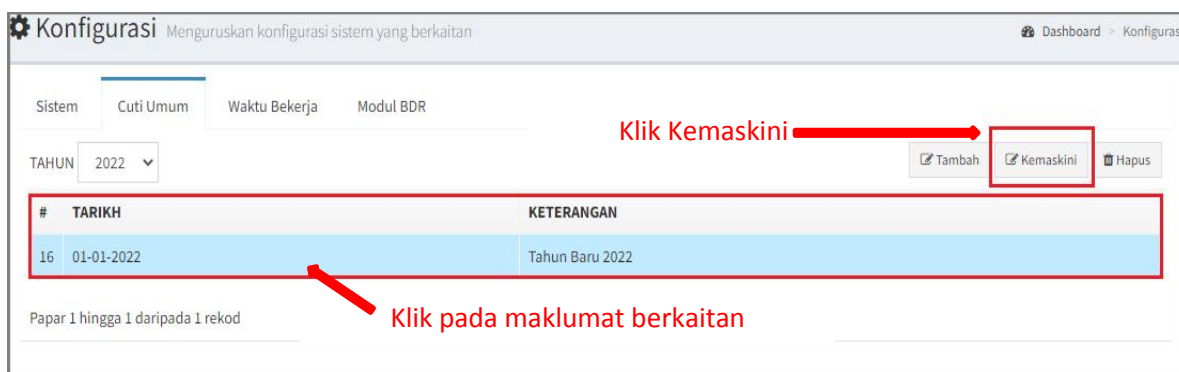 Konfigurasi Menguruskan konfigurasi sistem yang berkaitan
Dashboard > Konfiguras
Sistem Cuti Umum Waktu Bekerja Modul BDR
Klik Kemaskini
TAHUN 2022 Tambah Kemaskini Hapus
# TARIKH KETERANGAN
16 01-01-2022 Tahun Baru 2022
Klik pada maklumat berkaitan
Papar 1 hingga 1 daripada 1 rekod